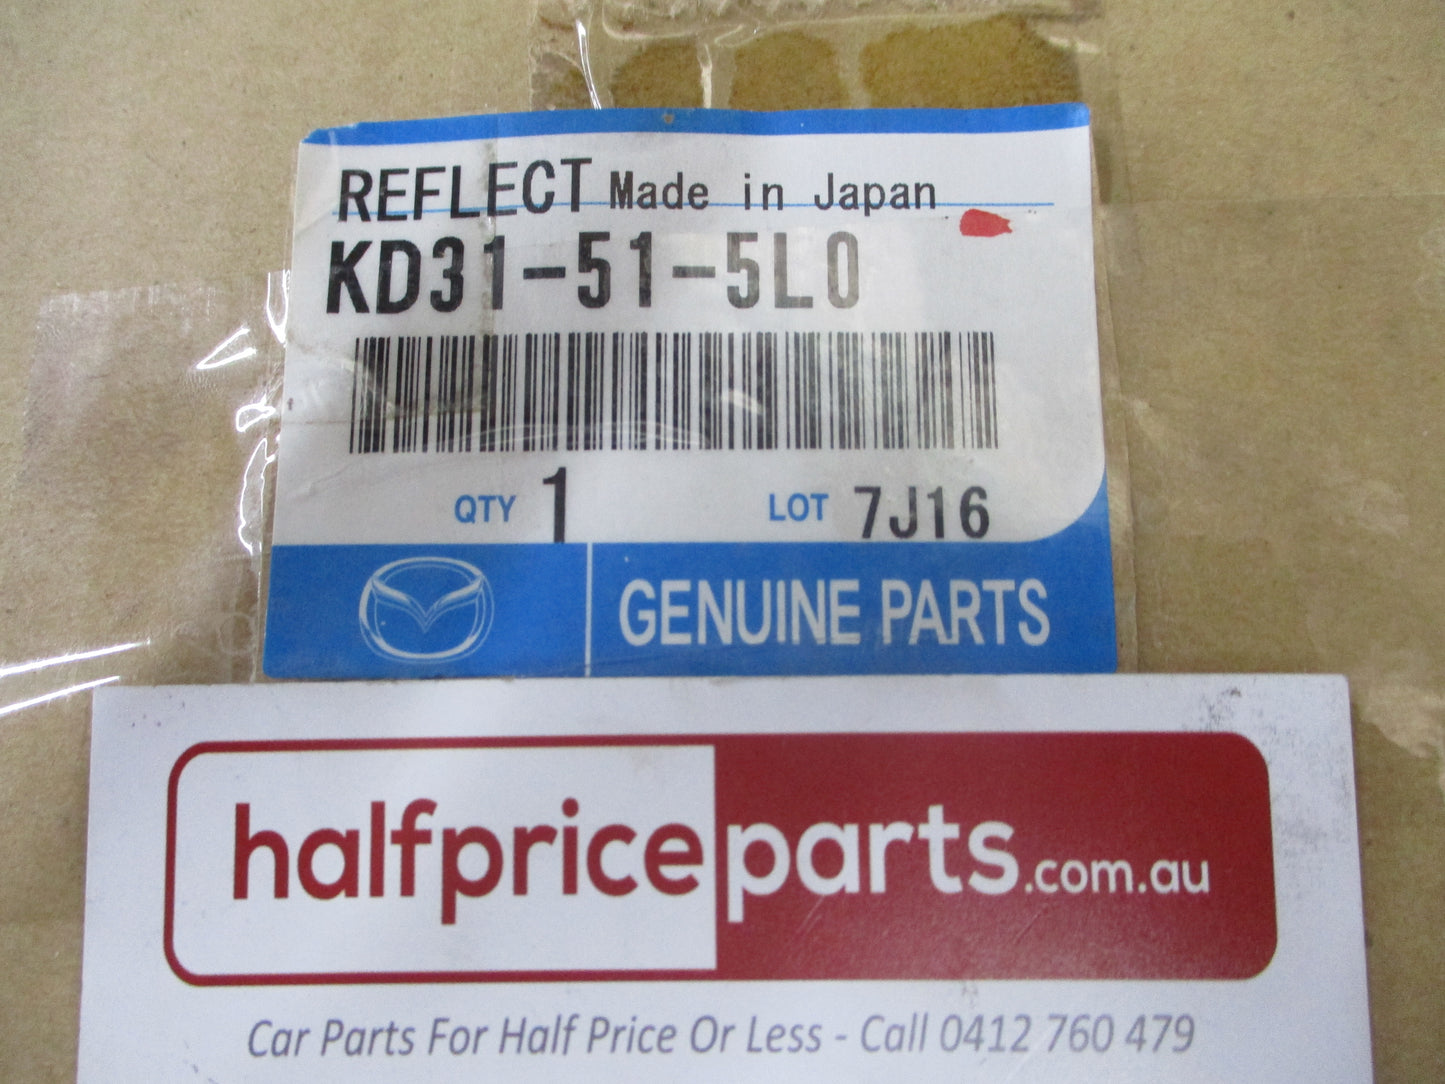 REFLECT Made in Japan
KD31-51-5L0
QTY 1 LOT 7J16
GENUINE PARTS
halfpriceparts.com.au
Car Parts For Half Price Or Less - Call 0412 760 479